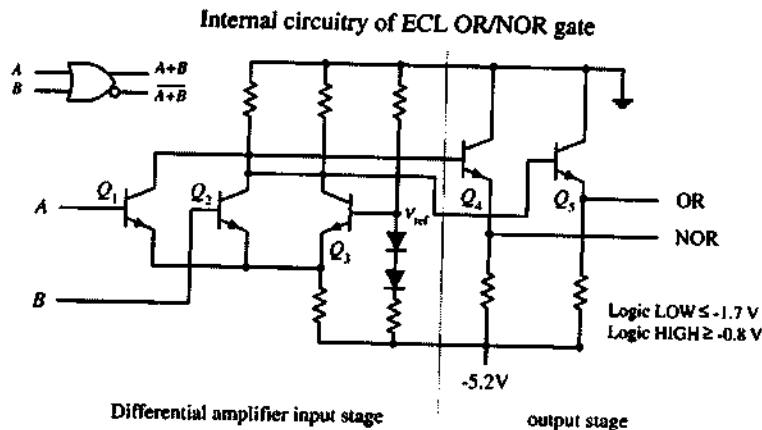 Internal circuitry of ECL OR/NOR gate
A
B
A+B
A+B
Q1
Q2
Q3
Q4
Q5
A
B
vref
OR
NOR
Logic LOW ≤ -1.7 V
Logic HIGH ≥ -0.8 V
-5.2V
Differential amplifier input stage
output stage